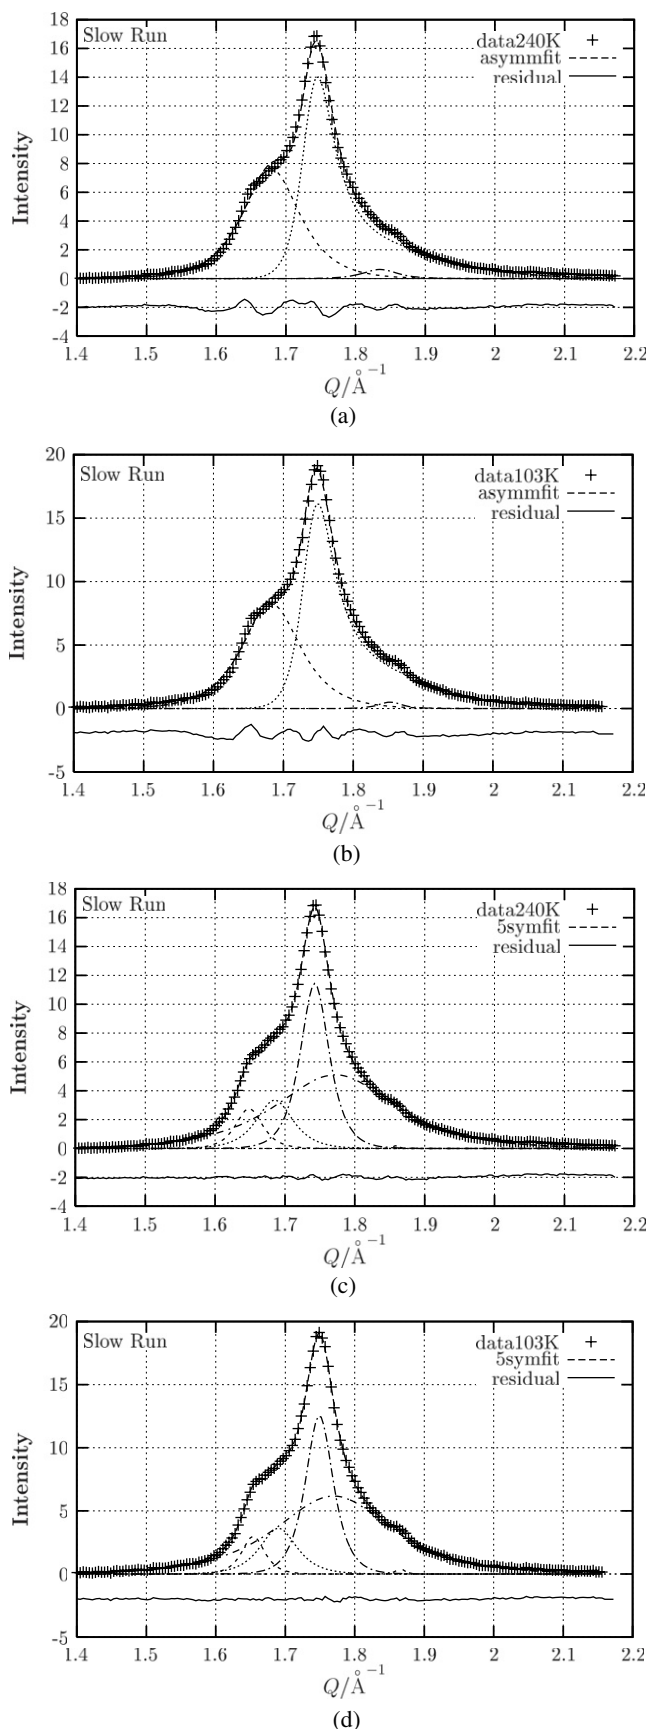 Slow Run
data240K
asymmfit
residual
18
16
14
12
10
8
6
4
2
0
-2
-4
Intensity
1.4 1.5 1.6 1.7 1.8 1.9 2 2.1 2.2
Q/Å⁻¹
(a)
Slow Run
data103K
asymmfit
residual
20
15
10
5
0
-5
Intensity
1.4 1.5 1.6 1.7 1.8 1.9 2 2.1 2.2
Q/Å⁻¹
(b)
Slow Run
data240K
5symfit
residual
18
16
14
12
10
8
6
4
2
0
-2
-4
Intensity
1.4 1.5 1.6 1.7 1.8 1.9 2 2.1 2.2
Q/Å⁻¹
(c)
Slow Run
data103K
5symfit
residual
20
15
10
5
0
-5
Intensity
1.4 1.5 1.6 1.7 1.8 1.9 2 2.1 2.2
Q/Å⁻¹
(d)